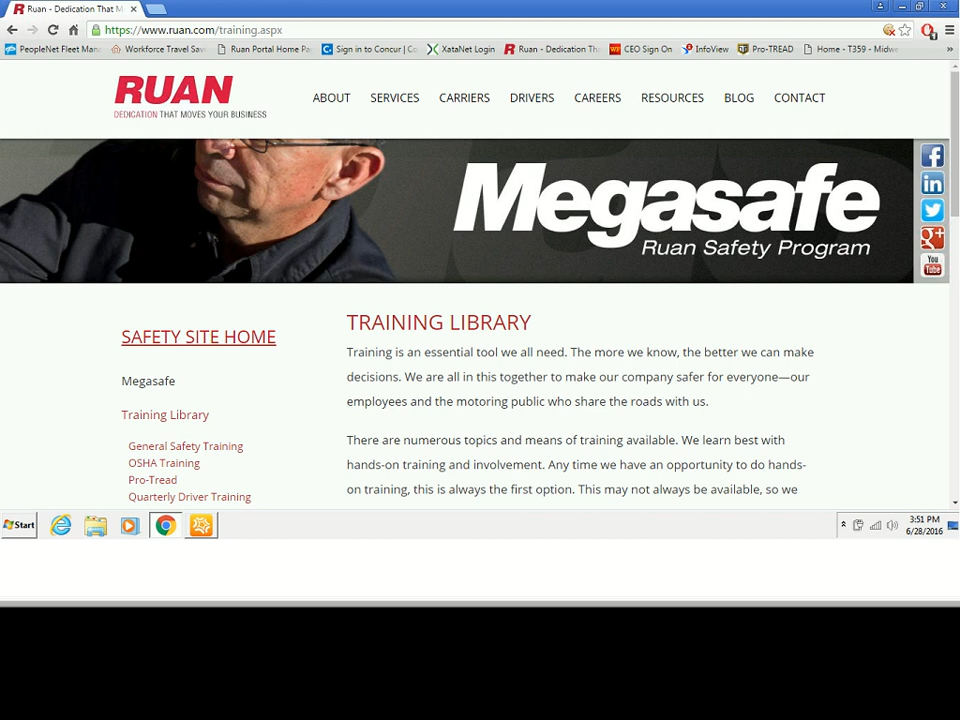 Ruan - Dedication That M
https://www.ruan.com/training.aspx
PeopleNet Fleet Mana
Workforce Travel Savi
Ruan Portal Home Pa
Sign in to Concur | Co
XataNet Login
Ruan - Dedication Tha
CEO Sign On
InfoView
Pro-TREAD
Home - T359 - Midwe
»
RUAN
DEDICATION THAT MOVES YOUR BUSINESS
ABOUT SERVICES CARRIERS DRIVERS CAREERS RESOURCES BLOG CONTACT
Megasafe
Ruan Safety Program
You Tube
SAFETY SITE HOME
Megasafe
Training Library
General Safety Training
OSHA Training
Pro-Tread
Quarterly Driver Training
TRAINING LIBRARY
Training is an essential tool we all need. The more we know, the better we can make
decisions. We are all in this together to make our company safer for everyone—our
employees and the motoring public who share the roads with us.
There are numerous topics and means of training available. We learn best with
hands-on training and involvement. Any time we have an opportunity to do hands-
on training, this is always the first option. This may not always be available, so we
Start
3:51 PM
6/28/2016